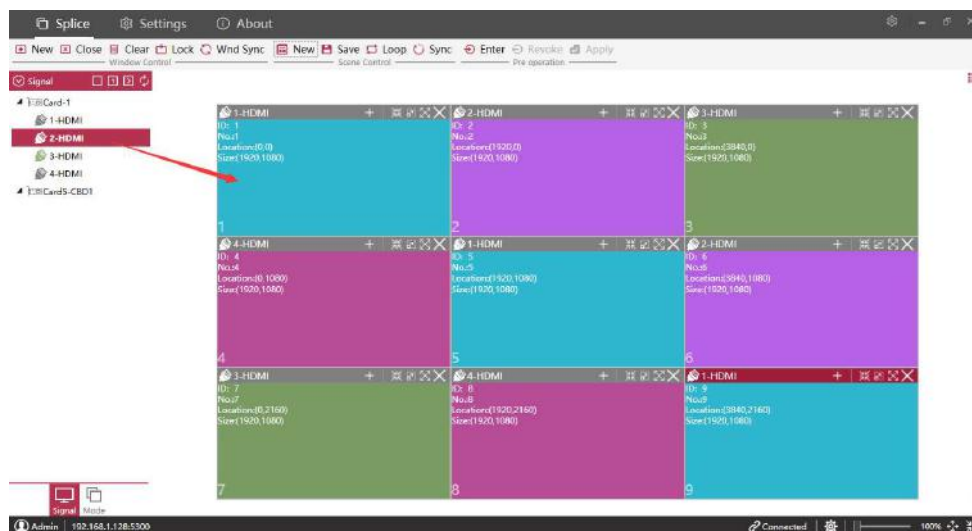 Splice Settings About
New Close Clear Lock Wnd Sync New Save Loop Sync Enter Revoke Apply
Window Control Scene Control Pre operation
Signal
Card-1
1-HDMI
2-HDMI
3-HDMI
4-HDMI
Card5-CBD1
1-HDMI
ID: 1
No.:1
Location:(0,0)
Size:(1920,1080)
1
2-HDMI
ID: 2
No.:2
Location:(1920,0)
Size:(1920,1080)
2
3-HDMI
ID: 3
No.:3
Location:(3840,0)
Size:(1920,1080)
3
4-HDMI
ID: 4
No.:4
Location:(0,1080)
Size:(1920,1080)
4
1-HDMI
ID: 5
No.:5
Location:(1920,1080)
Size:(1920,1080)
5
2-HDMI
ID: 6
No.:6
Location:(3840,1080)
Size:(1920,1080)
6
3-HDMI
ID: 7
No.:7
Location:(0,2160)
Size:(1920,1080)
7
4-HDMI
ID: 8
No.:8
Location:(1920,2160)
Size:(1920,1080)
8
1-HDMI
ID: 9
No.:9
Location:(3840,2160)
Size:(1920,1080)
9
Signal Mode
Admin 192.168.1.128:5300 Connected 100%